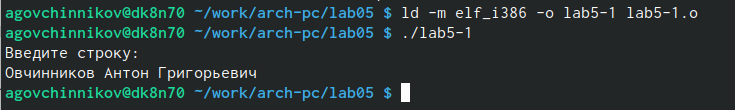 agovchinnikov@dk8n70 ~/work/arch-pc/lab05 $ ld -m elf_i386 -o lab5-1 lab5-1.o
agovchinnikov@dk8n70 ~/work/arch-pc/lab05 $ ./lab5-1
Введите строку:
Овчинников Антон Григорьевич
agovchinnikov@dk8n70 ~/work/arch-pc/lab05 $